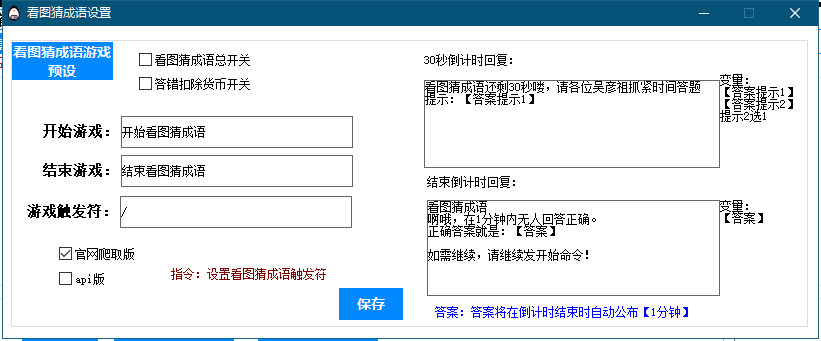 看图猜成语设置
看图猜成语游戏
预设
看图猜成语总开关
答错扣除货币开关
开始游戏：
开始看图猜成语
结束游戏：
结束看图猜成语
游戏触发符：
/
官网爬取版
api版
指令：设置看图猜成语触发符
保存
30秒倒计时回复：
看图猜成语还剩30秒喽，请各位吴彦祖抓紧时间答题
提示：【答案提示1】
变量：
【答案提示1】
【答案提示2】
提示2选1
结束倒计时回复：
看图猜成语
啊哦，在1分钟内无人回答正确。
正确答案就是：【答案】
如需继续，请继续发开始命令！
变量：
【答案】
答案：答案将在倒计时结束时自动公布【1分钟】